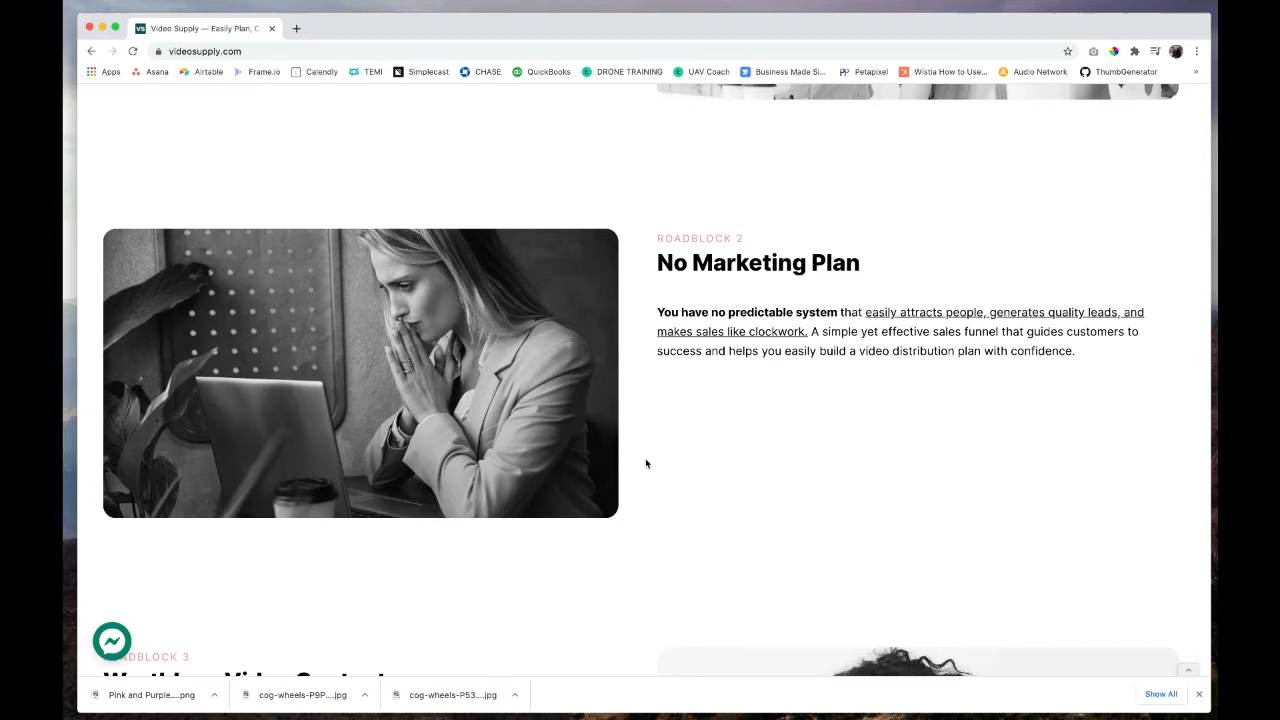 Video Supply — Easily Plan, C
videosupply.com
Apps Asana Airtable Frame.io Calendly TEMI Simplecast CHASE QuickBooks DRONE TRAINING UAV Coach Business Made Si... Petapixel Wistia How to Use... Audio Network ThumbGenerator »
ROADBLOCK 2
No Marketing Plan
You have no predictable system that easily attracts people, generates quality leads, and
makes sales like clockwork. A simple yet effective sales funnel that guides customers to
success and helps you easily build a video distribution plan with confidence.
ROADBLOCK 3
Pink and Purple....png cog-wheels-P9P....jpg cog-wheels-P53....jpg Show All